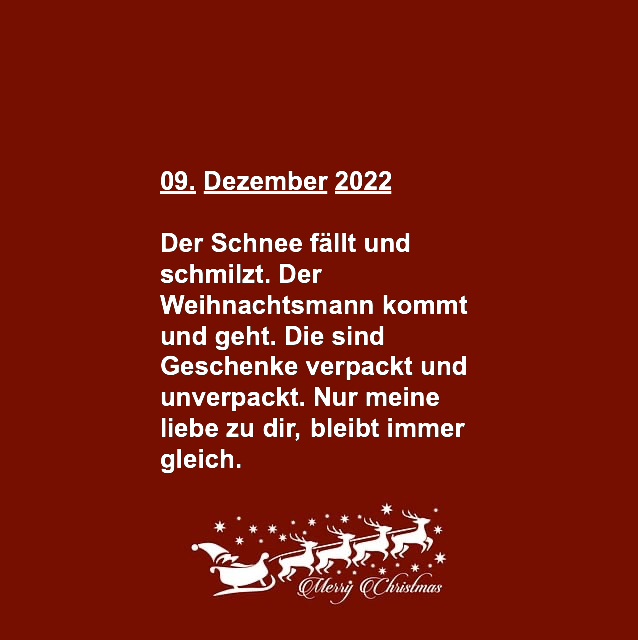 09. Dezember 2022
Der Schnee fällt und
schmilzt. Der
Weihnachtsmann kommt
und geht. Die sind
Geschenke verpackt und
unverpackt. Nur meine
liebe zu dir, bleibt immer
gleich.
Merry Christmas